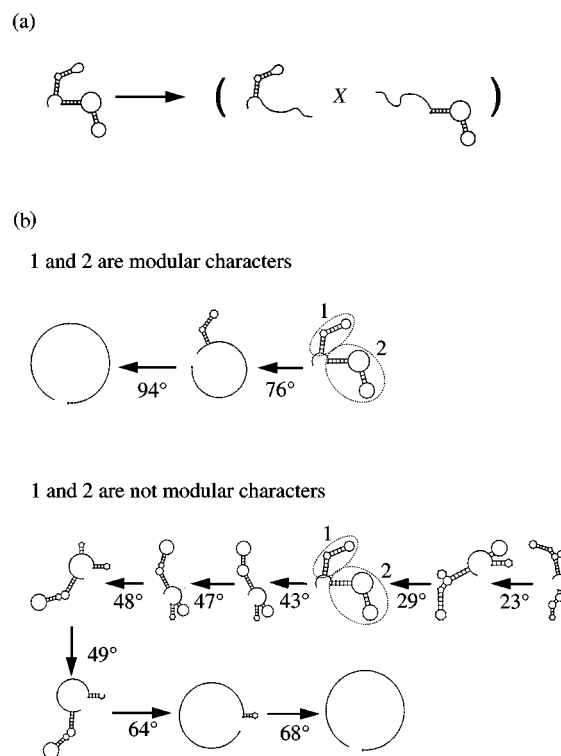 (a)
( X )
(b)
1 and 2 are modular characters
1
2
94° 76°
1 and 2 are not modular characters
1
2
48° 47° 43° 29° 23°
49°
64° 68°